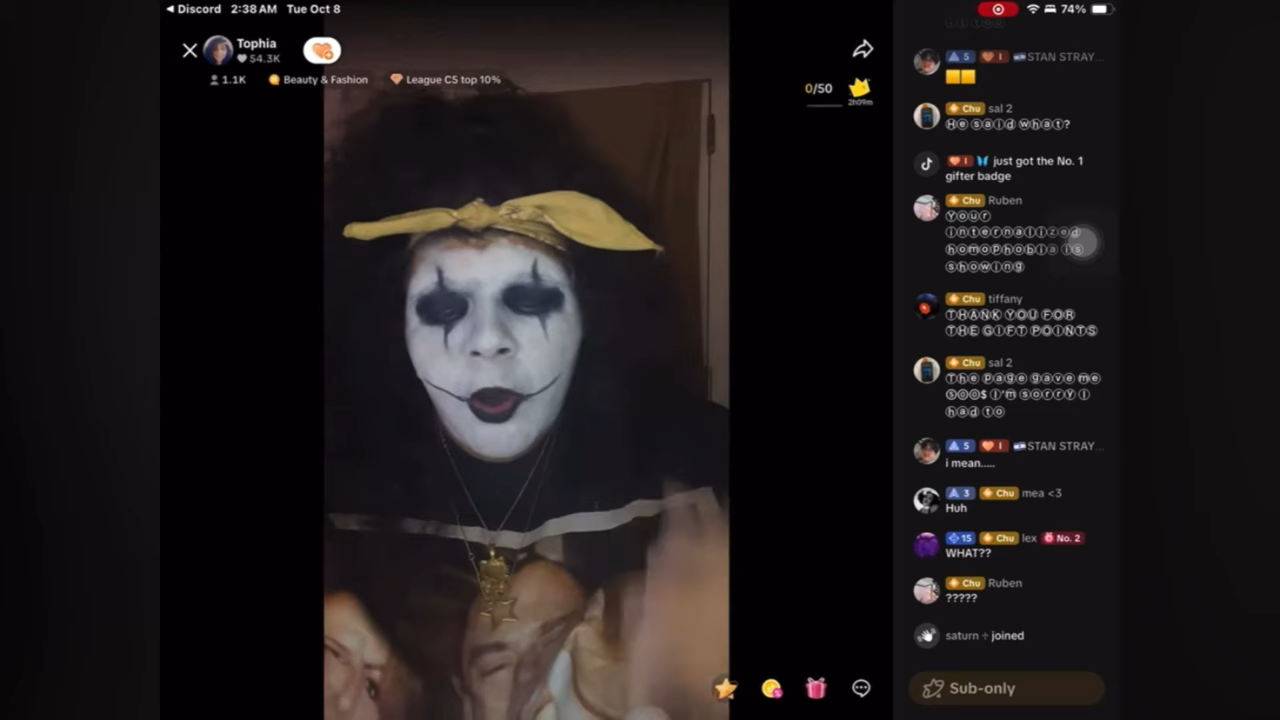 ◀ Discord 2:38 AM Tue Oct 8
74%
Tophia
54.3K
1.1K Beauty & Fashion League C5 top 10%
0/50
2h09m
5 1 STAN STRAY...
Chu sal 2
Ⓗⓔ ⓢⓐⓘⓓ ⓦⓗⓐⓣ?
1 🦋 just got the No. 1
gifter badge
Chu Ruben
Ⓨⓞⓤⓡ
ⓘⓝⓣⓔⓡⓝⓐⓛⓘⓩⓔⓓ
ⓗⓞⓜⓞⓟⓗⓞⓑⓘⓐ ⓘⓢ
ⓢⓗⓞⓦⓘⓝⓖ
Chu tiffany
ⓉⒽⒶⓃⓀ ⓎⓄⓊ ⒻⓄⓇ
ⓉⒽⒺ ⒼⒾⒻⓉ ⓅⓄⒾⓃⓉⓈ
Chu sal 2
Ⓣⓗⓔ ⓟⓐⓖⓔ ⓖⓐⓥⓔ ⓜⓔ
⑤⓪⓪$ Ⓘ'ⓜ ⓢⓞⓡⓡⓨ Ⓘ
ⓗⓐⓓ ⓣⓞ
5 1 STAN STRAY...
i mean.....
3 Chu mea <3
Huh
15 Chu lex No. 2
WHAT??
Chu Ruben
?????
saturn ÷ joined
Sub-only